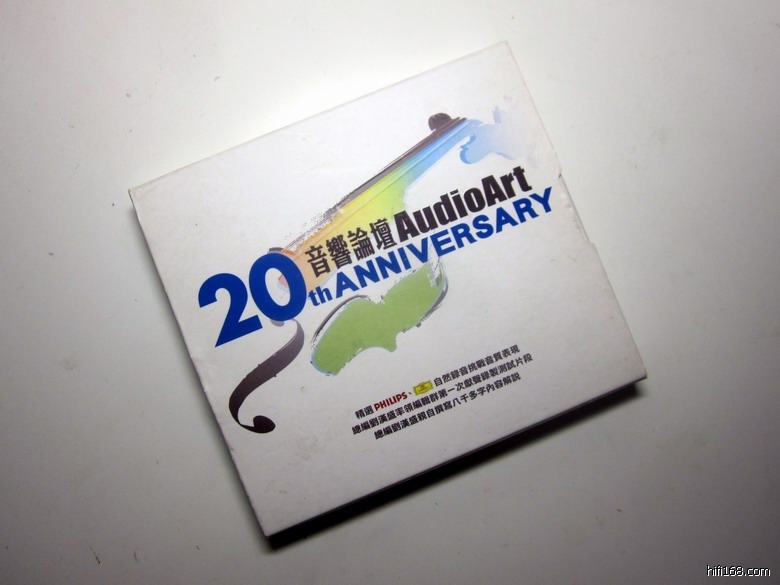 音響論壇AudioArt
20th ANNIVERSARY
精選PHILIPS、自然錄音挑戰音質表現
總編劉漢盛率領編輯群第一次獻聲錄製測試片段
總編劉漢盛親自撰寫八千多字內容解說
hifi168.com